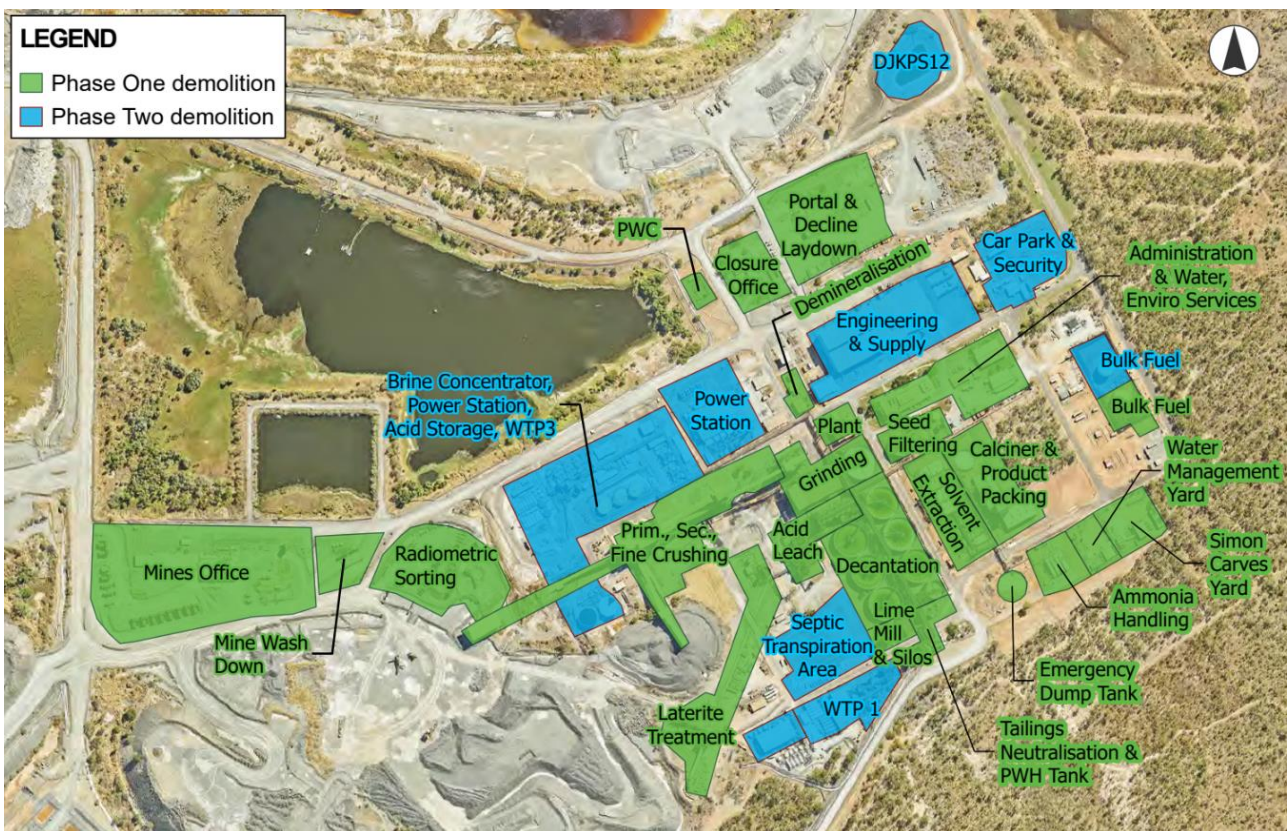 LEGEND
Phase One demolition
Phase Two demolition
DJKPS12
Portal &
Decline
Laydown
PWC
Closure
Office
Demineralisation
Car Park &
Security
Administration
& Water,
Enviro Services
Engineering
& Supply
Brine Concentrator,
Power Station,
Acid Storage, WTP3
Power
Station
Bulk Fuel
Bulk Fuel
Plant
Seed
Filtering
Grinding
Calciner &
Product
Packing
Solvent
Extraction
Water
Management
Yard
Mines Office
Radiometric
Sorting
Prim., Sec.,
Fine Crushing
Acid
Leach
Decantation
Simon
Carves
Yard
Ammonia
Handling
Mine Wash
Down
Lime
Mill
& Silos
Septic
Transpiration
Area
Emergency
Dump Tank
Laterite
Treatment
WTP 1
Tailings
Neutralisation &
PWH Tank